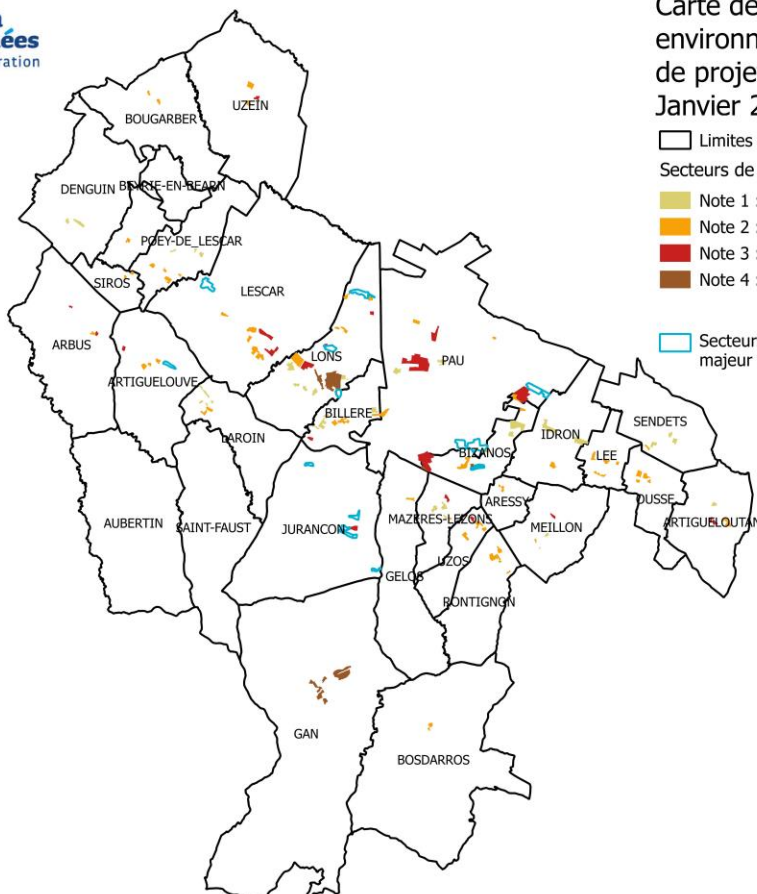 ées
ration
Carte de
environn
de proje
Janvier 2
Limites
Secteurs de
Note 1 :
Note 2 :
Note 3 :
Note 4 :
Secteur
majeur
UZEIN
BOUGARBER
DENGUIN
BEYRIE-EN-BEARN
POEY-DE_LESCAR
SIROS
LESCAR
ARBUS
LONS
PAU
ARTIGUELOUVE
BILLERE
SENDETS
IDRON
LAROIN
BIZANOS
LEE
OUSSE
ARESSY
AUBERTIN
SAINT-FAUST
JURANCON
MAZERES-LEZONS
MEILLON
ARTIGUELOUTAN
UZOS
GELOS
RONTIGNON
GAN
BOSDARROS